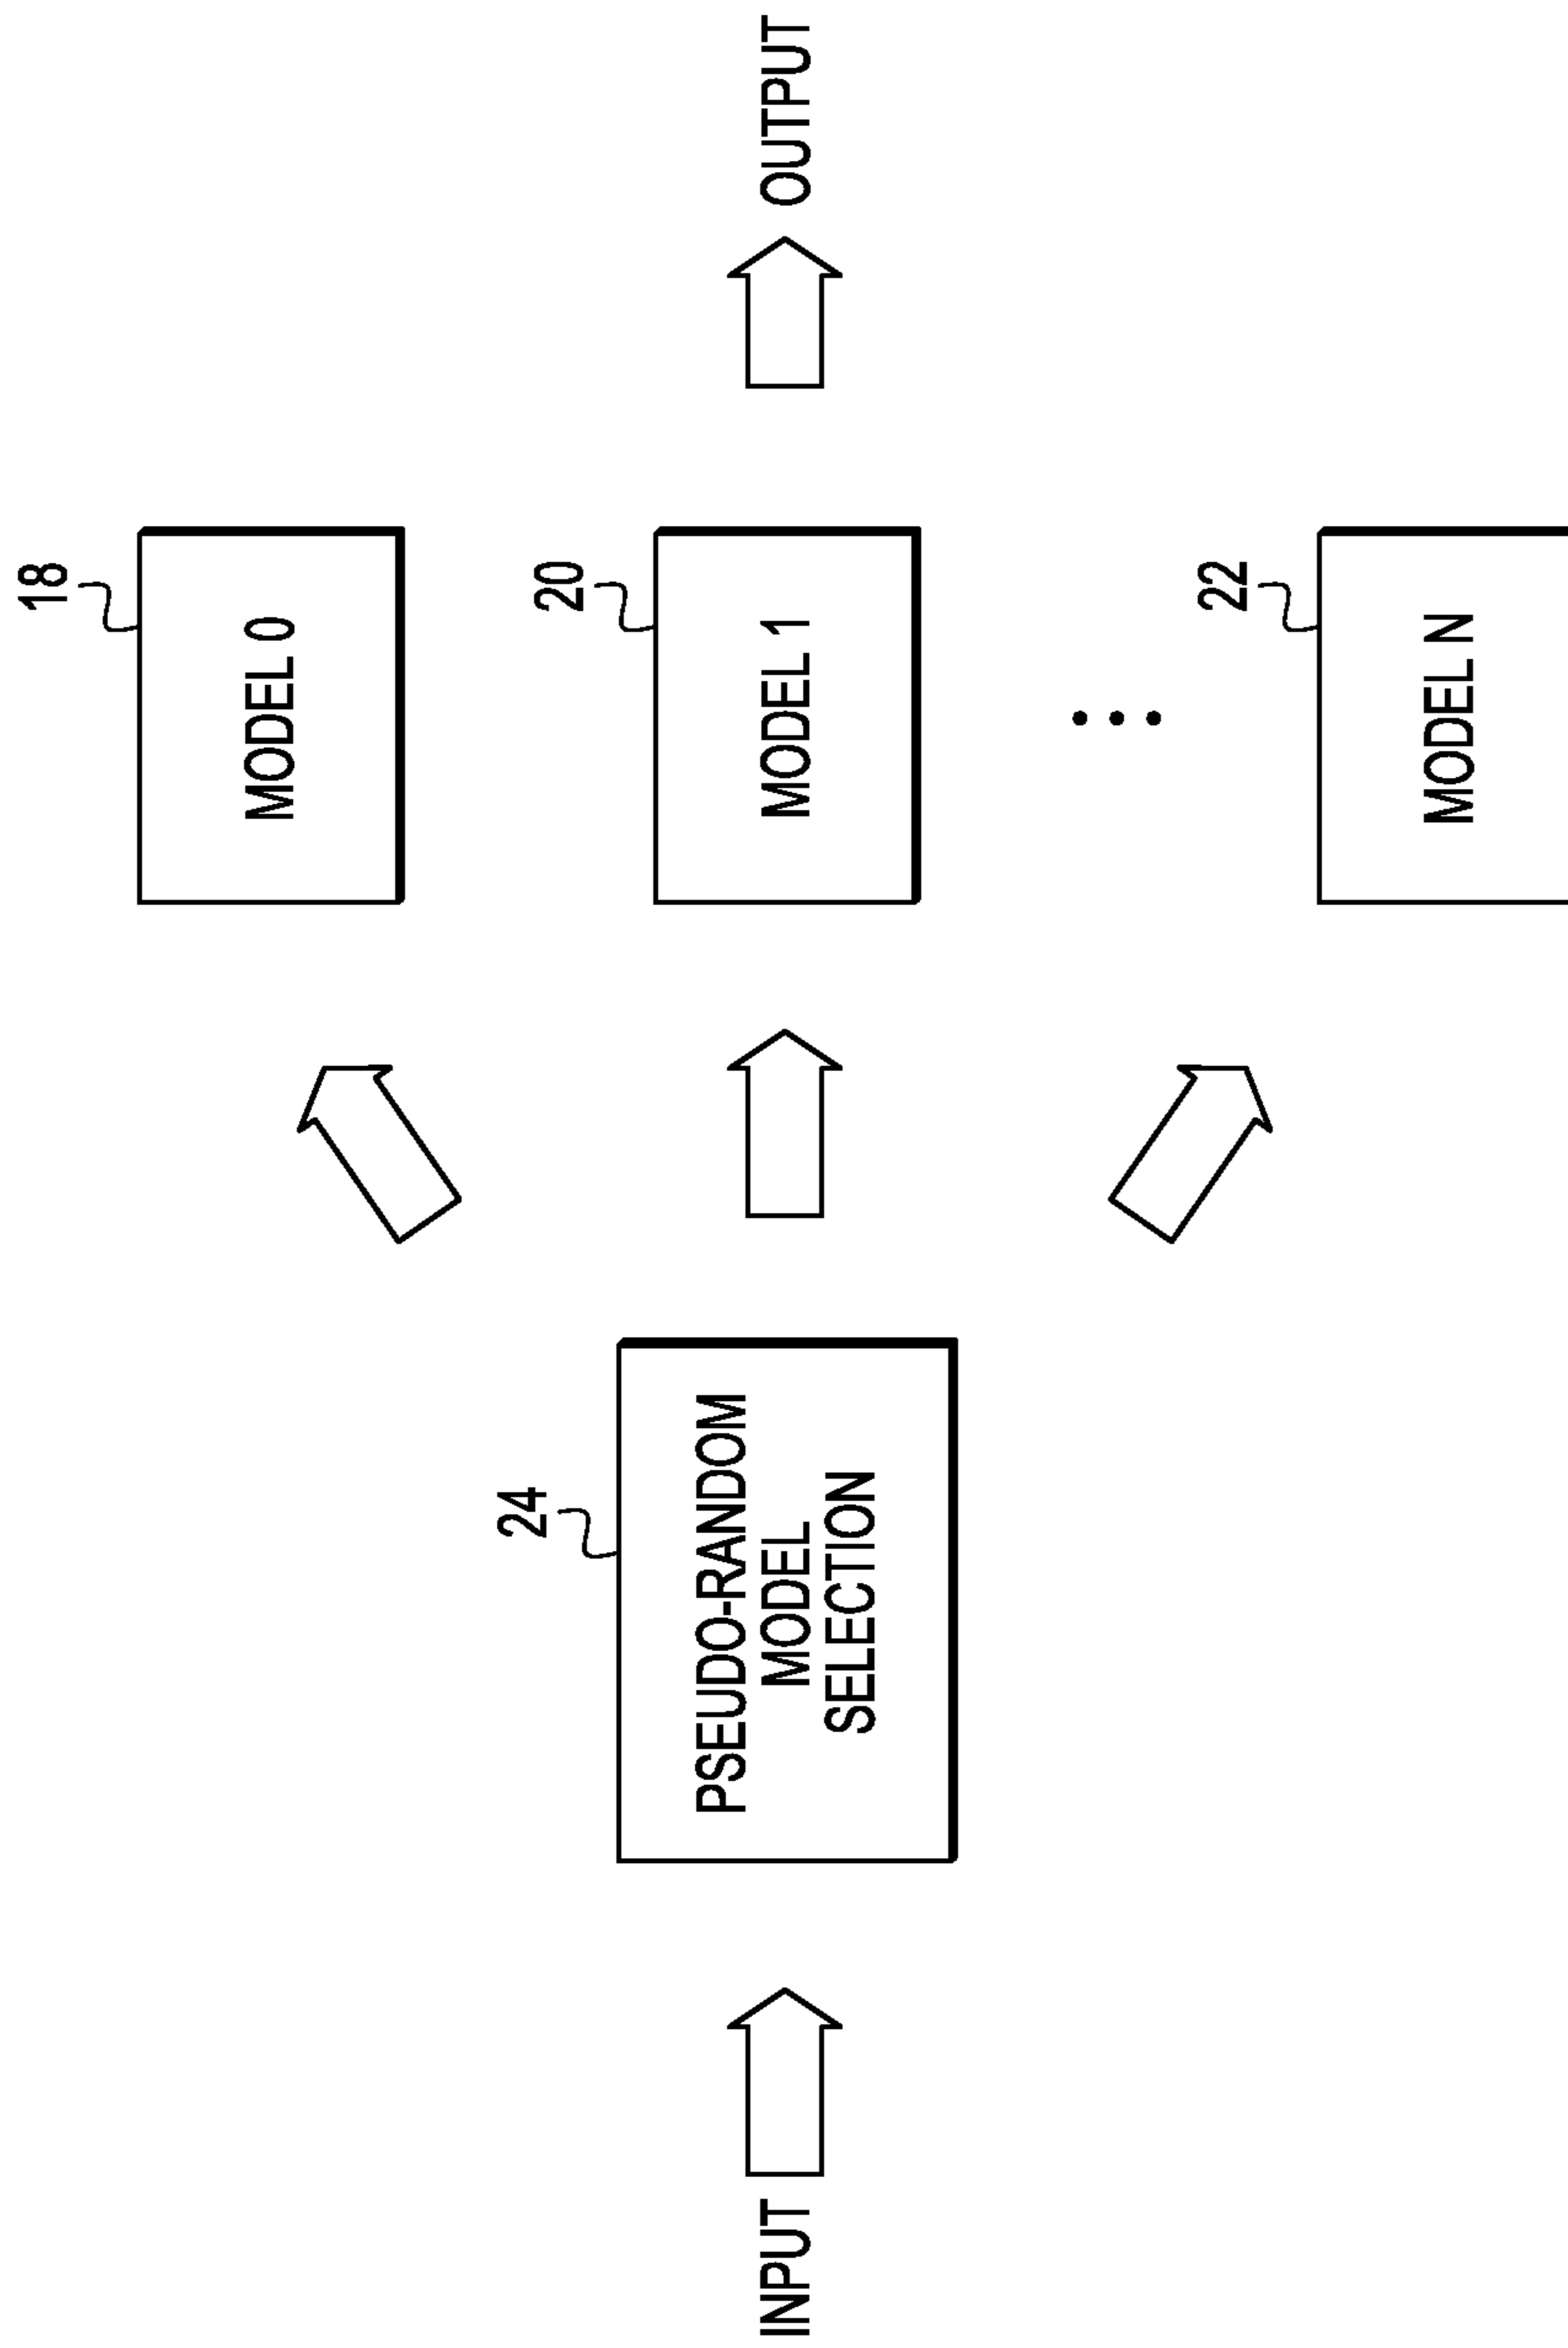 18
MODEL 0
24
PSEUDO-RANDOM
MODEL
SELECTION
INPUT
20
MODEL 1
OUTPUT
22
MODEL N